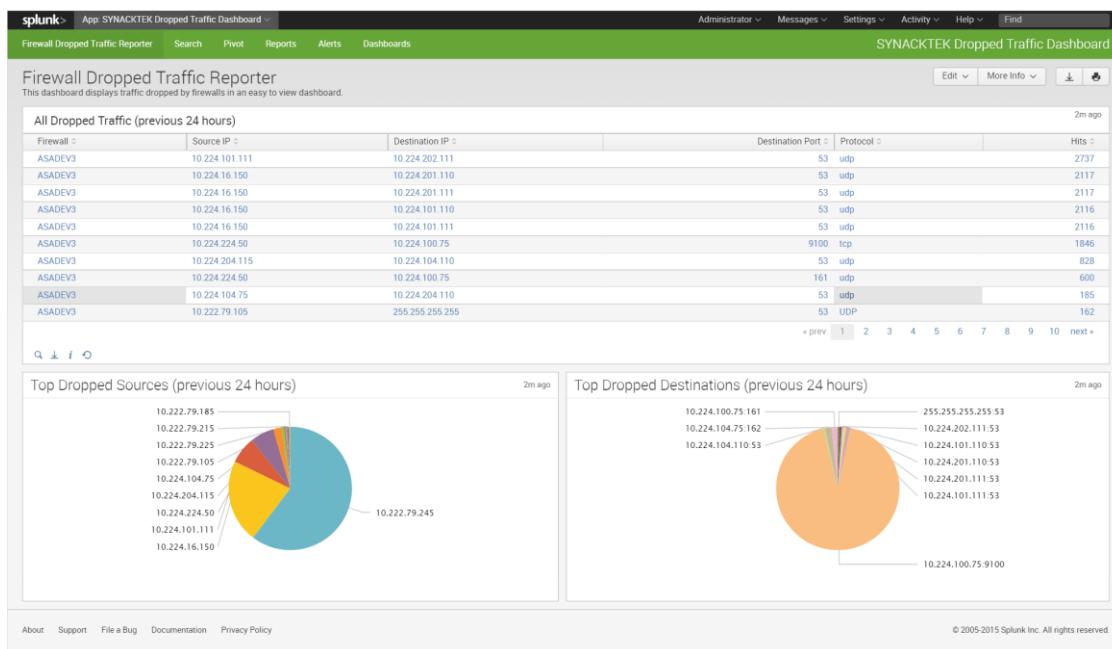 splunk> App: SYNACKTEK Dropped Traffic Dashboard Administrator Messages Settings Activity Help Find
Firewall Dropped Traffic Reporter Search Pivot Reports Alerts Dashboards SYNACKTEK Dropped Traffic Dashboard
Firewall Dropped Traffic Reporter Edit More Info
This dashboard displays traffic dropped by firewalls in an easy to view dashboard.
All Dropped Traffic (previous 24 hours) 2m ago
Firewall Source IP Destination IP Destination Port Protocol Hits
ASADEV3 10.224.101.111 10.224.202.111 53 udp 2737
ASADEV3 10.224.16.150 10.224.201.110 53 udp 2117
ASADEV3 10.224.16.150 10.224.201.111 53 udp 2117
ASADEV3 10.224.16.150 10.224.101.110 53 udp 2116
ASADEV3 10.224.16.150 10.224.101.111 53 udp 2116
ASADEV3 10.224.224.50 10.224.100.75 9100 tcp 1846
ASADEV3 10.224.204.115 10.224.104.110 53 udp 828
ASADEV3 10.224.224.50 10.224.100.75 161 udp 600
ASADEV3 10.224.104.75 10.224.204.110 53 udp 185
ASADEV3 10.222.79.105 255.255.255.255 53 UDP 162
« prev 1 2 3 4 5 6 7 8 9 10 next »
Top Dropped Sources (previous 24 hours) 2m ago
10.222.79.185
10.222.79.215
10.222.79.225
10.222.79.105
10.224.104.75
10.224.204.115
10.224.224.50
10.224.101.111
10.224.16.150
10.222.79.245
Top Dropped Destinations (previous 24 hours) 2m ago
10.224.100.75:161
10.224.104.75:162
10.224.104.110:53
255.255.255.255:53
10.224.202.111:53
10.224.101.110:53
10.224.201.110:53
10.224.201.111:53
10.224.101.111:53
10.224.100.75:9100
About Support File a Bug Documentation Privacy Policy © 2005-2015 Splunk Inc. All rights reserved.